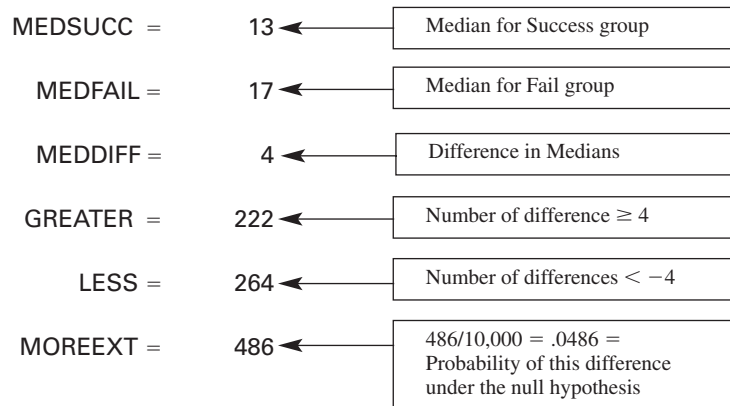 MEDSUCC = 13 Median for Success group
MEDFAIL = 17 Median for Fail group
MEDDIFF = 4 Difference in Medians
GREATER = 222 Number of difference ≥ 4
LESS = 264 Number of differences < −4
MOREEXT = 486 486/10,000 = .0486 =
Probability of this difference
under the null hypothesis